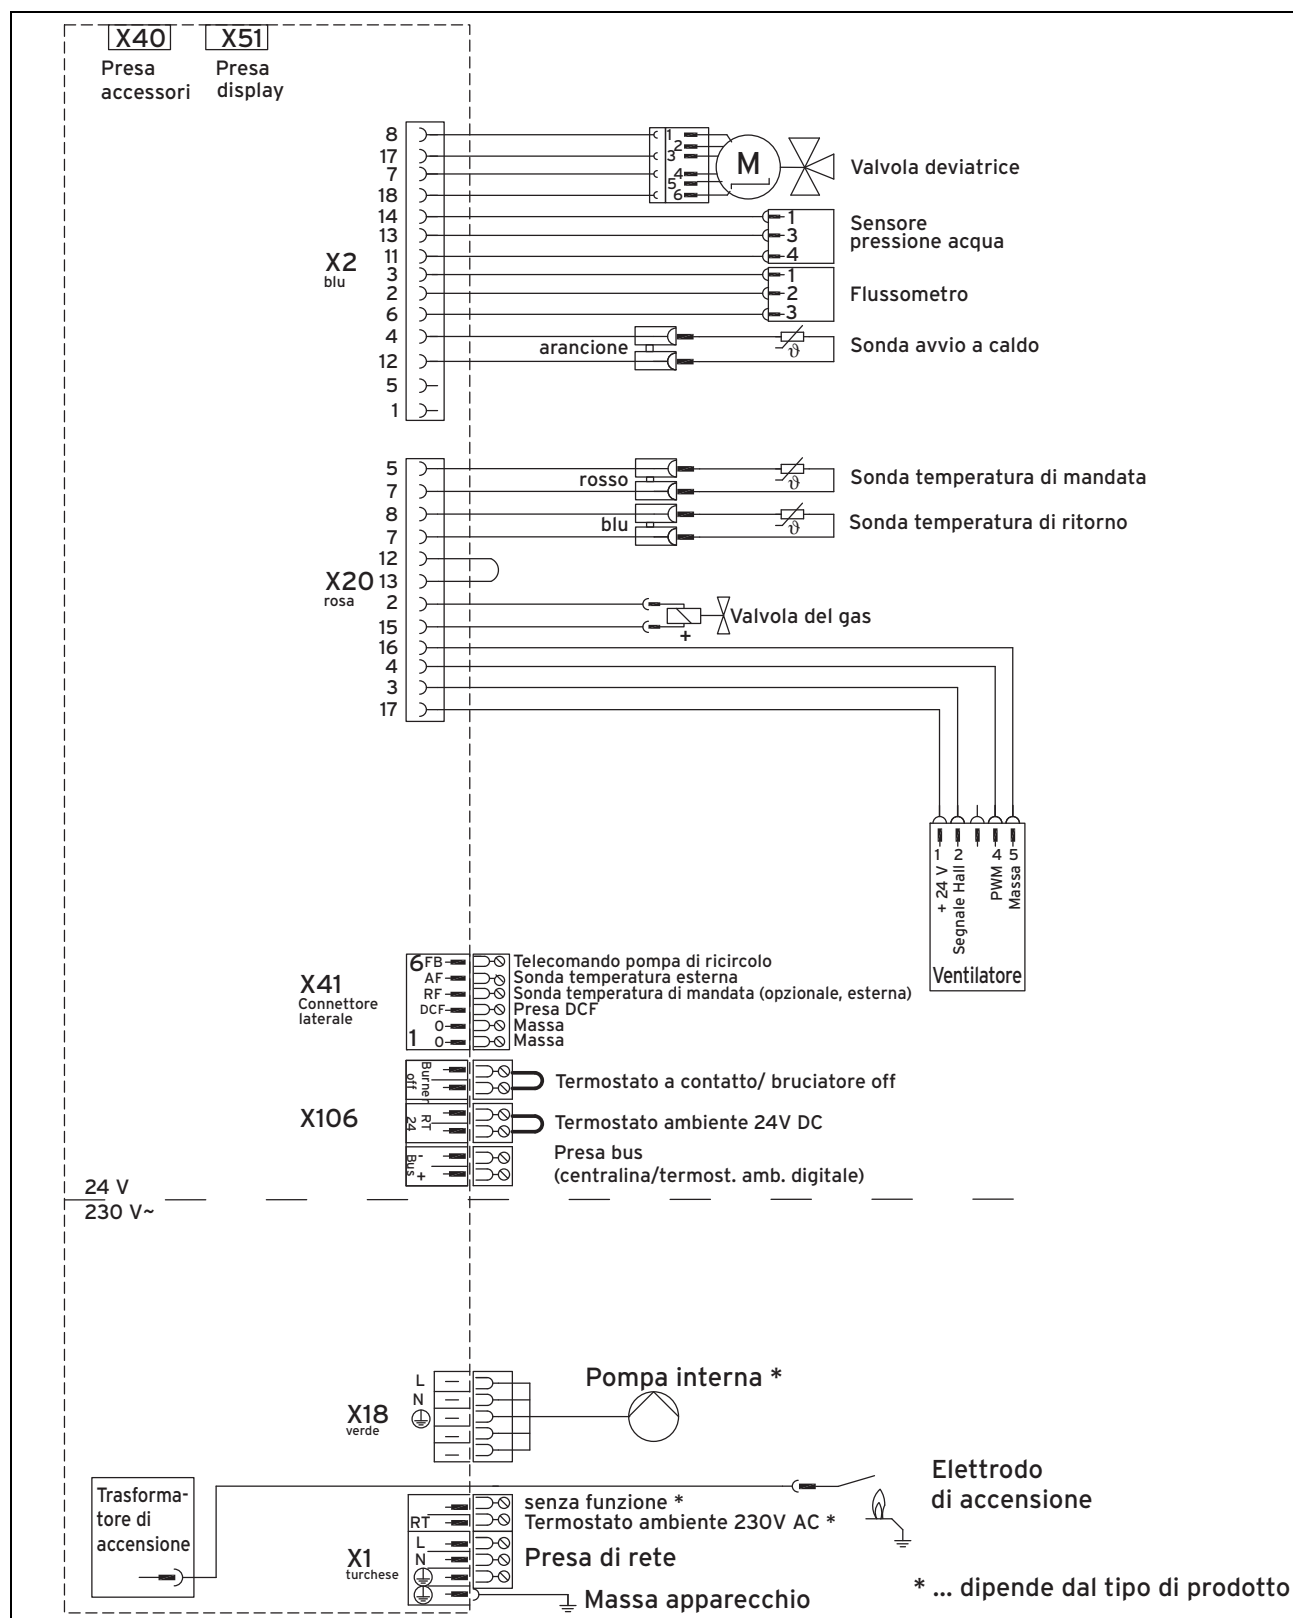 X40
X51
Presa
accessori
Presa
display
8
17
7
18
14
13
11
3
2
6
4
12
5
1
X2
blu
1
2
3
4
5
6
M
Valvola deviatrice
1
3
4
Sensore
pressione acqua
1
2
3
Flussometro
arancione
ϑ
Sonda avvio a caldo
5
7
8
7
12
13
2
15
16
4
3
17
X20
rosa
rosso
ϑ
Sonda temperatura di mandata
blu
ϑ
Sonda temperatura di ritorno
+
Valvola del gas
1
2
4
5
+ 24 V
Segnale Hall
PWM
Massa
Ventilatore
X41
Connettore
laterale
6
1
FB
Telecomando pompa di ricircolo
AF
Sonda temperatura esterna
RF
Sonda temperatura di mandata (opzionale, esterna)
DCF
Presa DCF
0
Massa
0
Massa
X106
Burner
off
Termostato a contatto/ bruciatore off
RT
24
Termostato ambiente 24V DC
Bus
-
+
Presa bus
(centralina/termost. amb. digitale)
24 V
230 V~
X18
verde
L
N
Pompa interna *
Trasforma-
tore di
accensione
Elettrodo
di accensione
X1
turchese
senza funzione *
RT
Termostato ambiente 230V AC *
L
N
Presa di rete
Massa apparecchio
* ... dipende dal tipo di prodotto